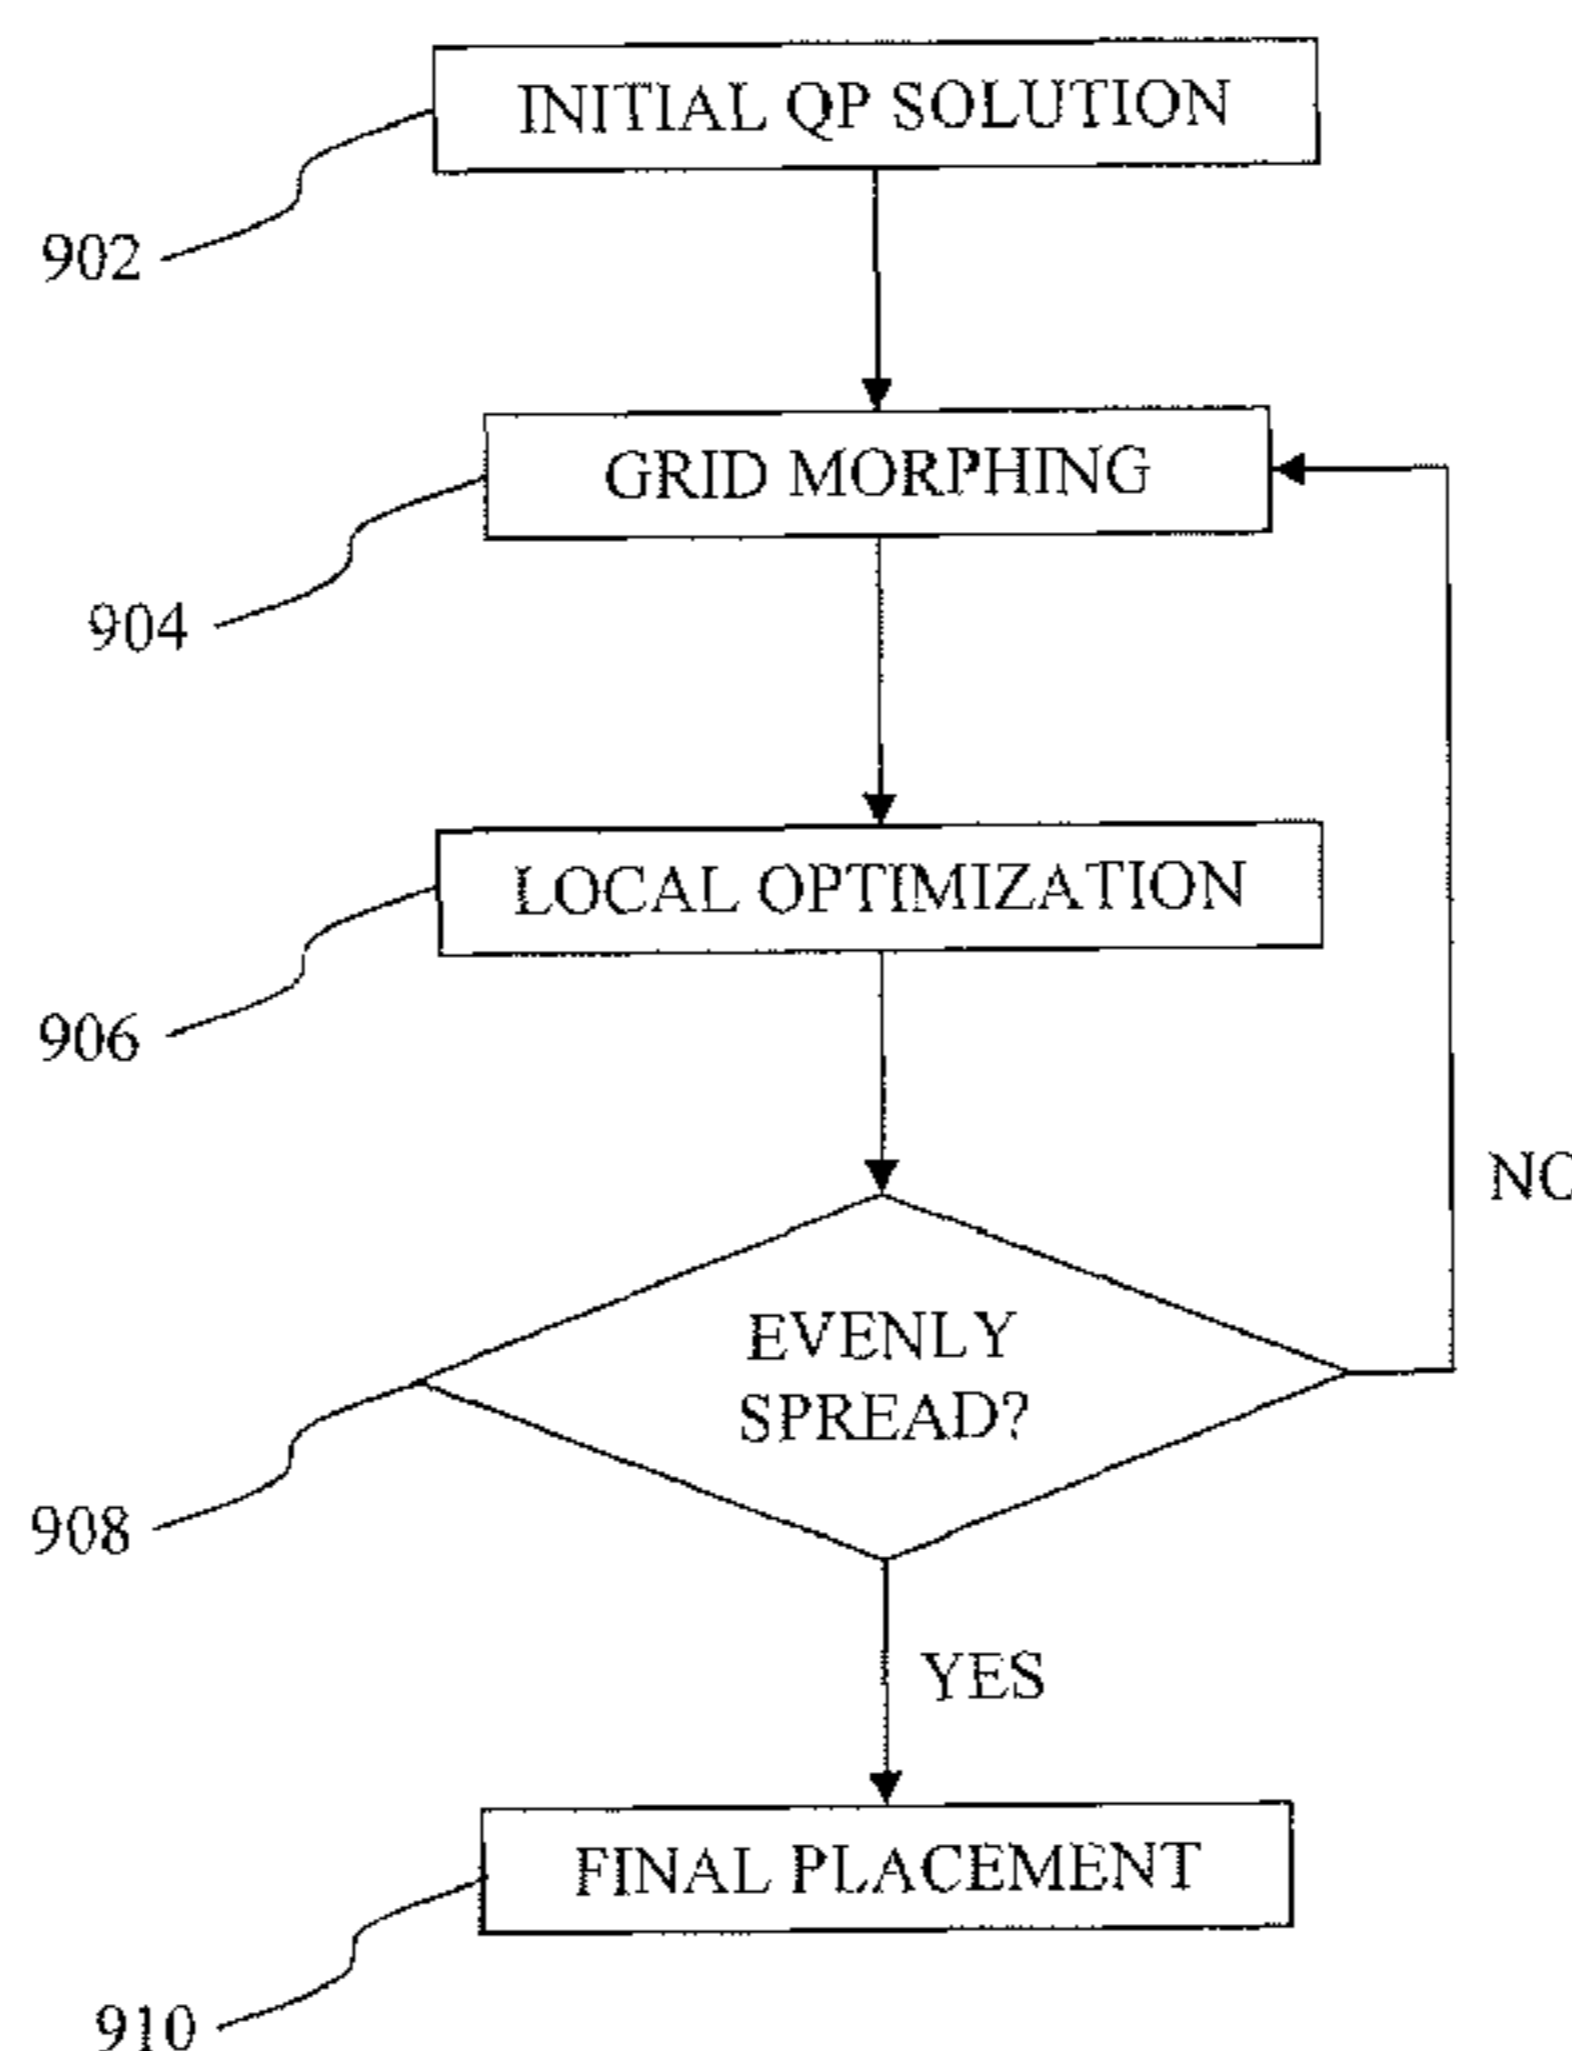 INITIAL QP SOLUTION
902
GRID MORPHING
904
LOCAL OPTIMIZATION
906
NO
EVENLY
SPREAD?
908
YES
FINAL PLACEMENT
910